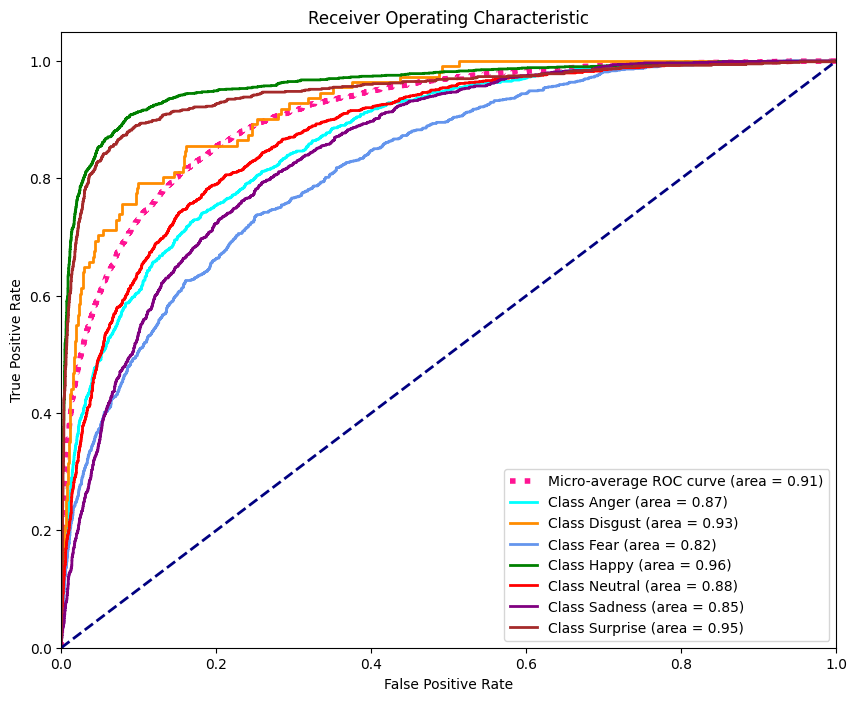 Receiver Operating Characteristic
True Positive Rate
1.0
0.8
0.6
0.4
0.2
0.0
Micro-average ROC curve (area = 0.91)
Class Anger (area = 0.87)
Class Disgust (area = 0.93)
Class Fear (area = 0.82)
Class Happy (area = 0.96)
Class Neutral (area = 0.88)
Class Sadness (area = 0.85)
Class Surprise (area = 0.95)
0.0 0.2 0.4 0.6 0.8 1.0
False Positive Rate